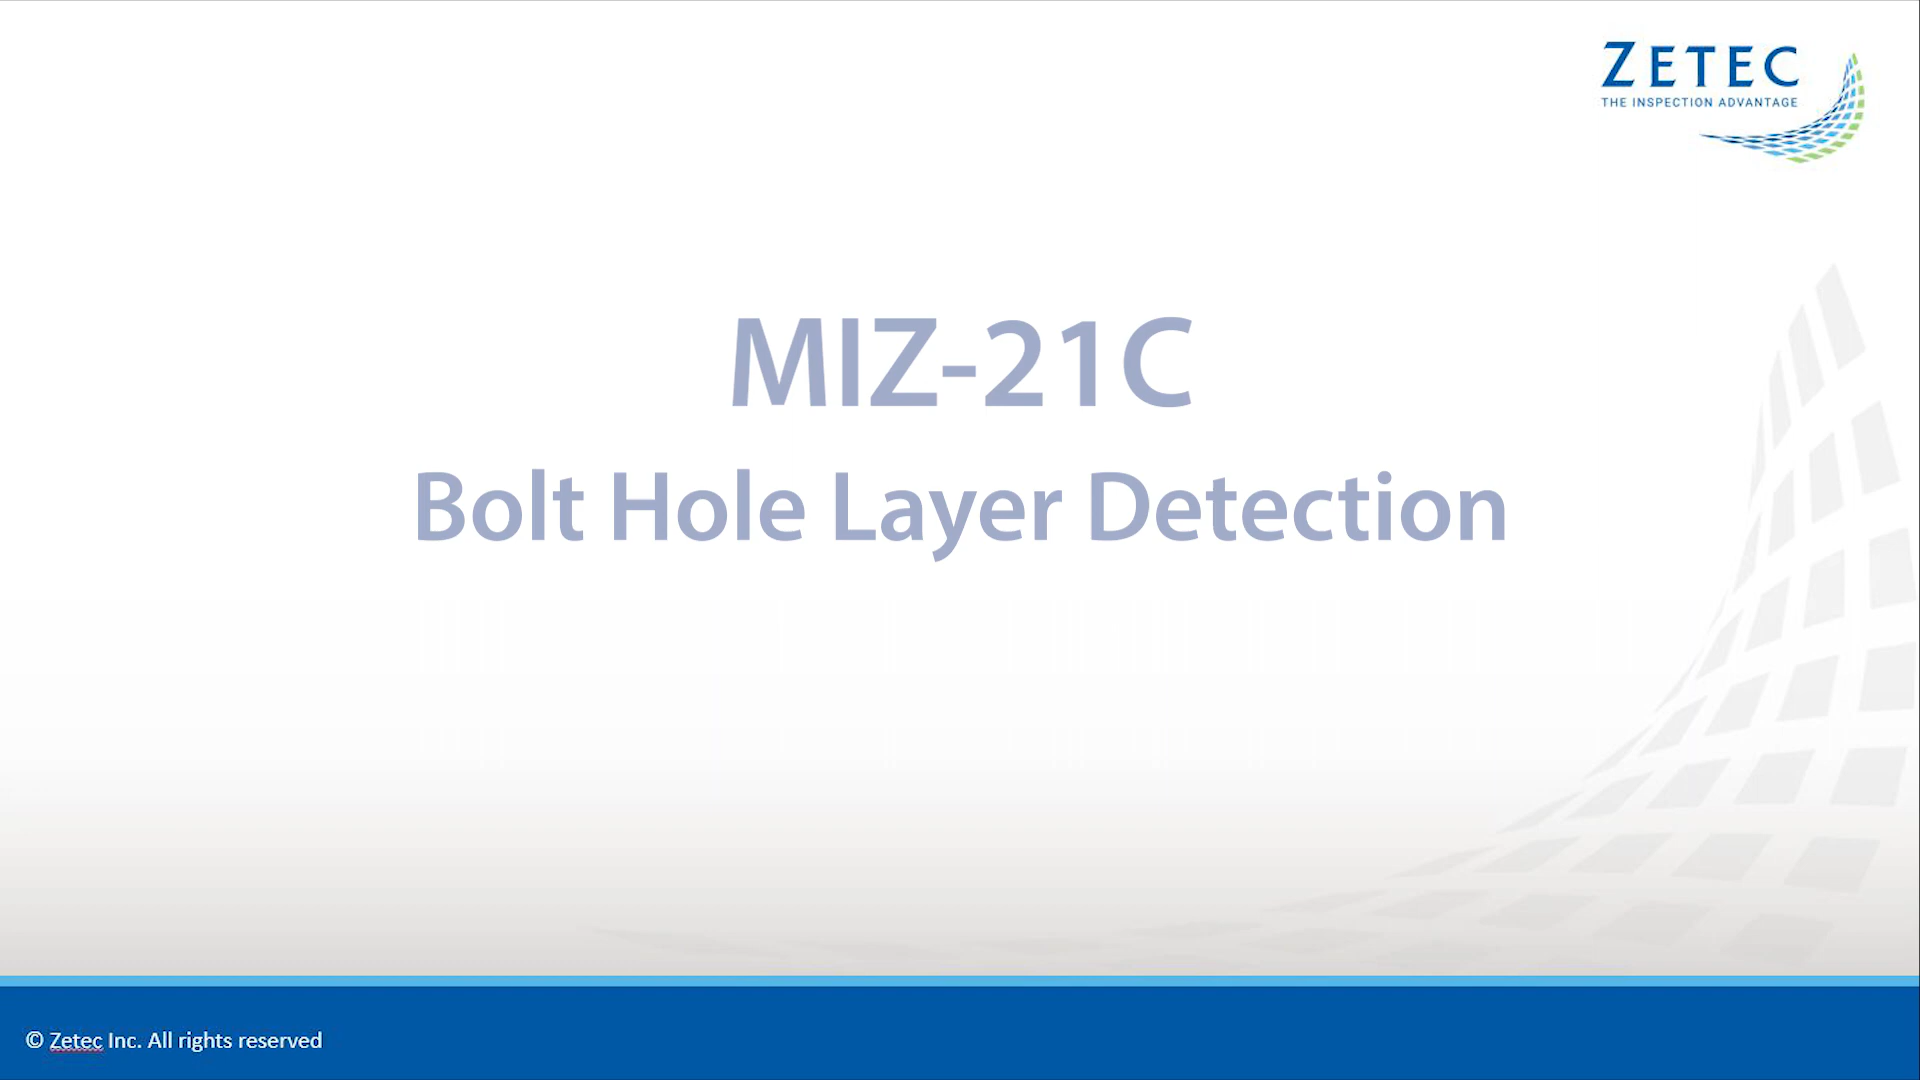 ZETEC
THE INSPECTION ADVANTAGE
MIZ-21C
Bolt Hole Layer Detection
© Zetec Inc. All rights reserved